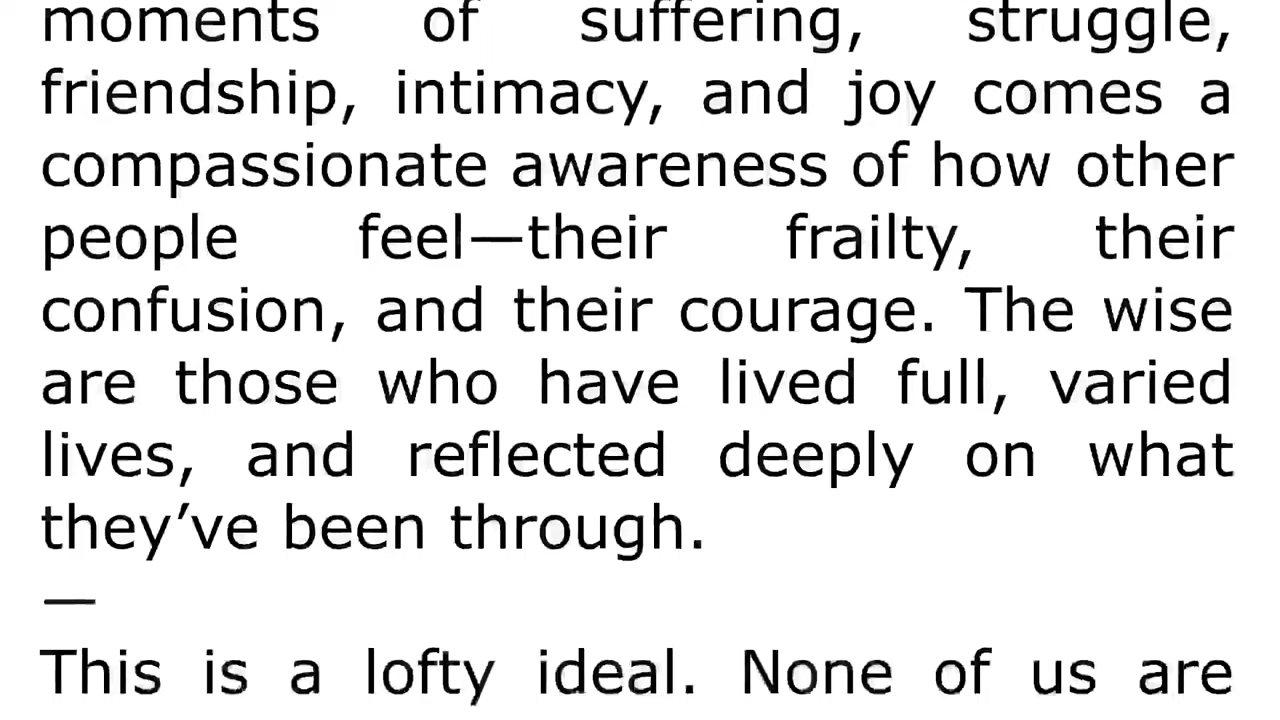 moments of suffering, struggle,
friendship, intimacy, and joy comes a
compassionate awareness of how other
people feel—their frailty, their
confusion, and their courage. The wise
are those who have lived full, varied
lives, and reflected deeply on what
they’ve been through.
—
This is a lofty ideal. None of us are